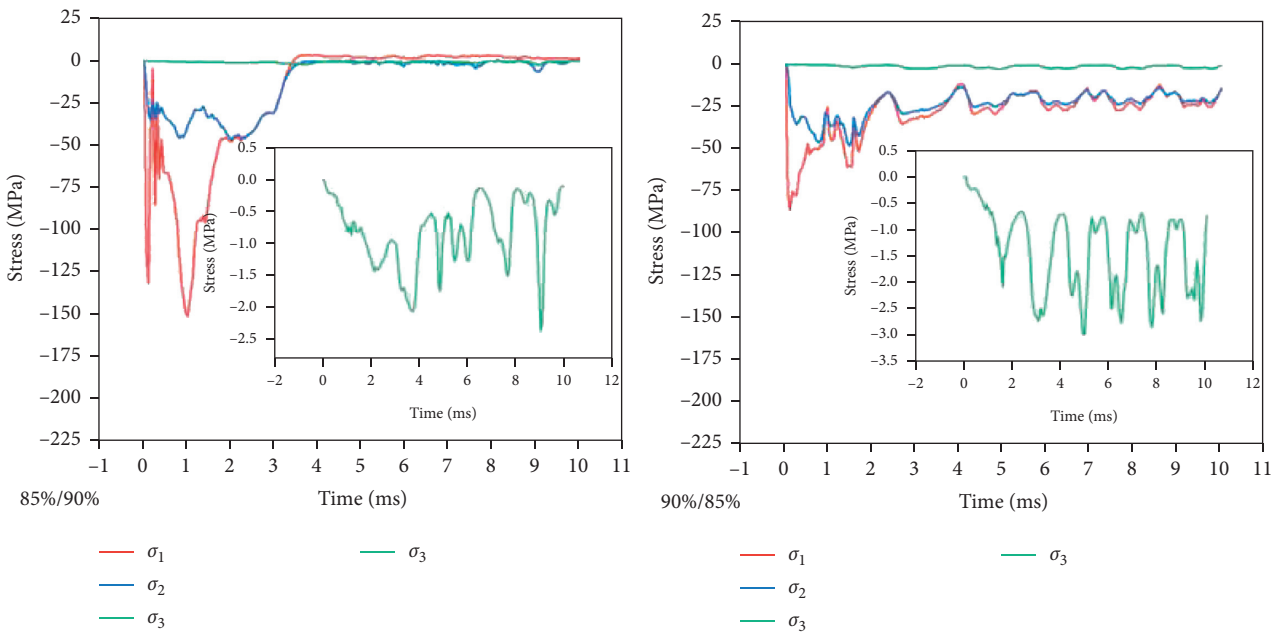 25
0
–25
–50
–75
–100
–125
–150
–175
–200
–225
Stress (MPa)
–1 0 1 2 3 4 5 6 7 8 9 10 11
Time (ms)
85%/90%
0.5
0.0
–0.5
–1.0
–1.5
–2.0
–2.5
Stress (MPa)
–2 0 2 4 6 8 10 12
Time (ms)
σ1
σ2
σ3
σ3
25
0
–25
–50
–75
–100
–125
–150
–175
–200
–225
Stress (MPa)
–1 0 1 2 3 4 5 6 7 8 9 10 11
Time (ms)
90%/85%
0.5
0.0
–0.5
–1.0
–1.5
–2.0
–2.5
–3.0
–3.5
Stress (MPa)
–2 0 2 4 6 8 10 12
Time (ms)
σ1
σ2
σ3
σ3